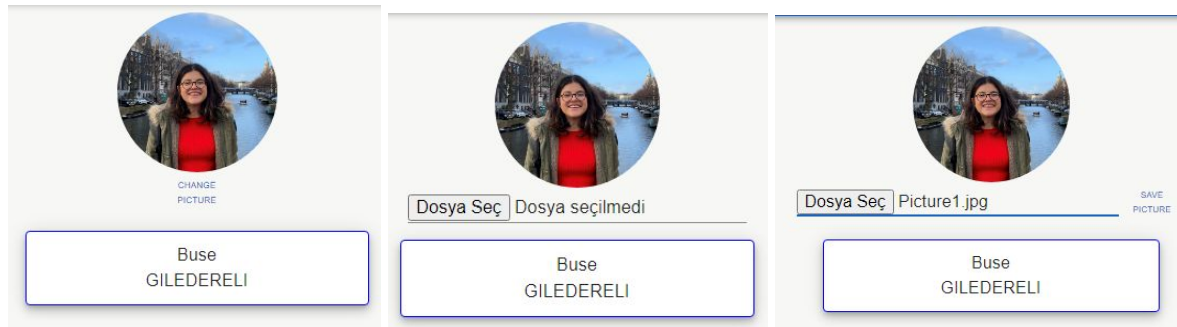 CHANGE
PICTURE
Buse
GILEDERELI
Dosya Seç Dosya seçilmedi
Buse
GILEDERELI
Dosya Seç Picture1.jpg
SAVE
PICTURE
Buse
GILEDERELI